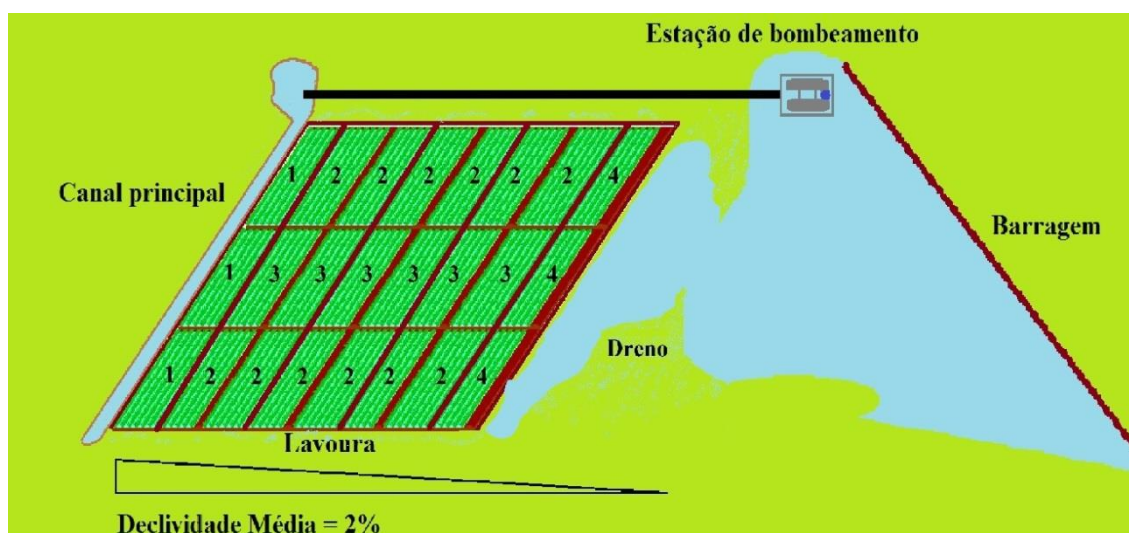 Estação de bombeamento
Canal principal
1 2 2 2 2 2 2 4
1 3 3 3 3 3 3 4
1 2 2 2 2 2 2 4
Barragem
Dreno
Lavoura
Declividade Média = 2%